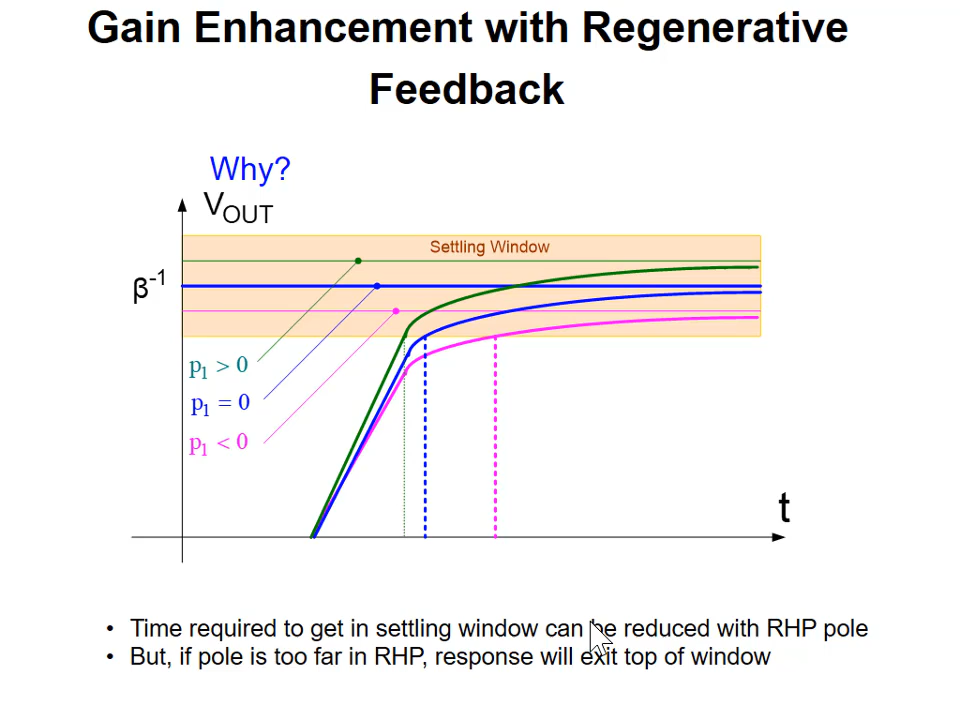 Gain Enhancement with Regenerative
Feedback
Why?
V_OUT
Settling Window
β⁻¹
p₁ > 0
p₁ = 0
p₁ < 0
t
• Time required to get in settling window can be reduced with RHP pole
• But, if pole is too far in RHP, response will exit top of window